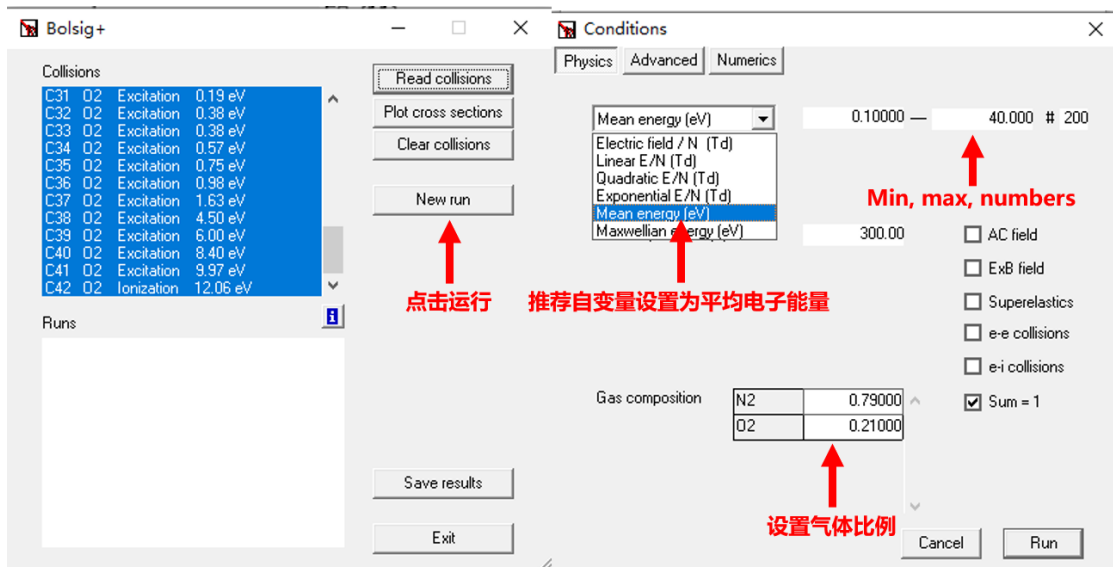 Bolsig+
Collisions
C31 O2 Excitation 0.19 eV
C32 O2 Excitation 0.38 eV
C33 O2 Excitation 0.38 eV
C34 O2 Excitation 0.57 eV
C35 O2 Excitation 0.75 eV
C36 O2 Excitation 0.98 eV
C37 O2 Excitation 1.63 eV
C38 O2 Excitation 4.50 eV
C39 O2 Excitation 6.00 eV
C40 O2 Excitation 8.40 eV
C41 O2 Excitation 9.97 eV
C42 O2 Ionization 12.06 eV
Read collisions
Plot cross sections
Clear collisions
New run
点击运行
Runs
i
Save results
Exit
Conditions
Physics Advanced Numerics
Mean energy (eV) 0.10000 — 40.000 # 200
Electric field / N (Td)
Linear E/N (Td)
Quadratic E/N (Td)
Exponential E/N (Td)
Mean energy (eV)
Maxwellian energy (eV) 300.00
Min, max, numbers
推荐自变量设置为平均电子能量
AC field
ExB field
Superelastics
e-e collisions
e-i collisions
Sum = 1
Gas composition
N2 0.79000
O2 0.21000
设置气体比例
Cancel Run